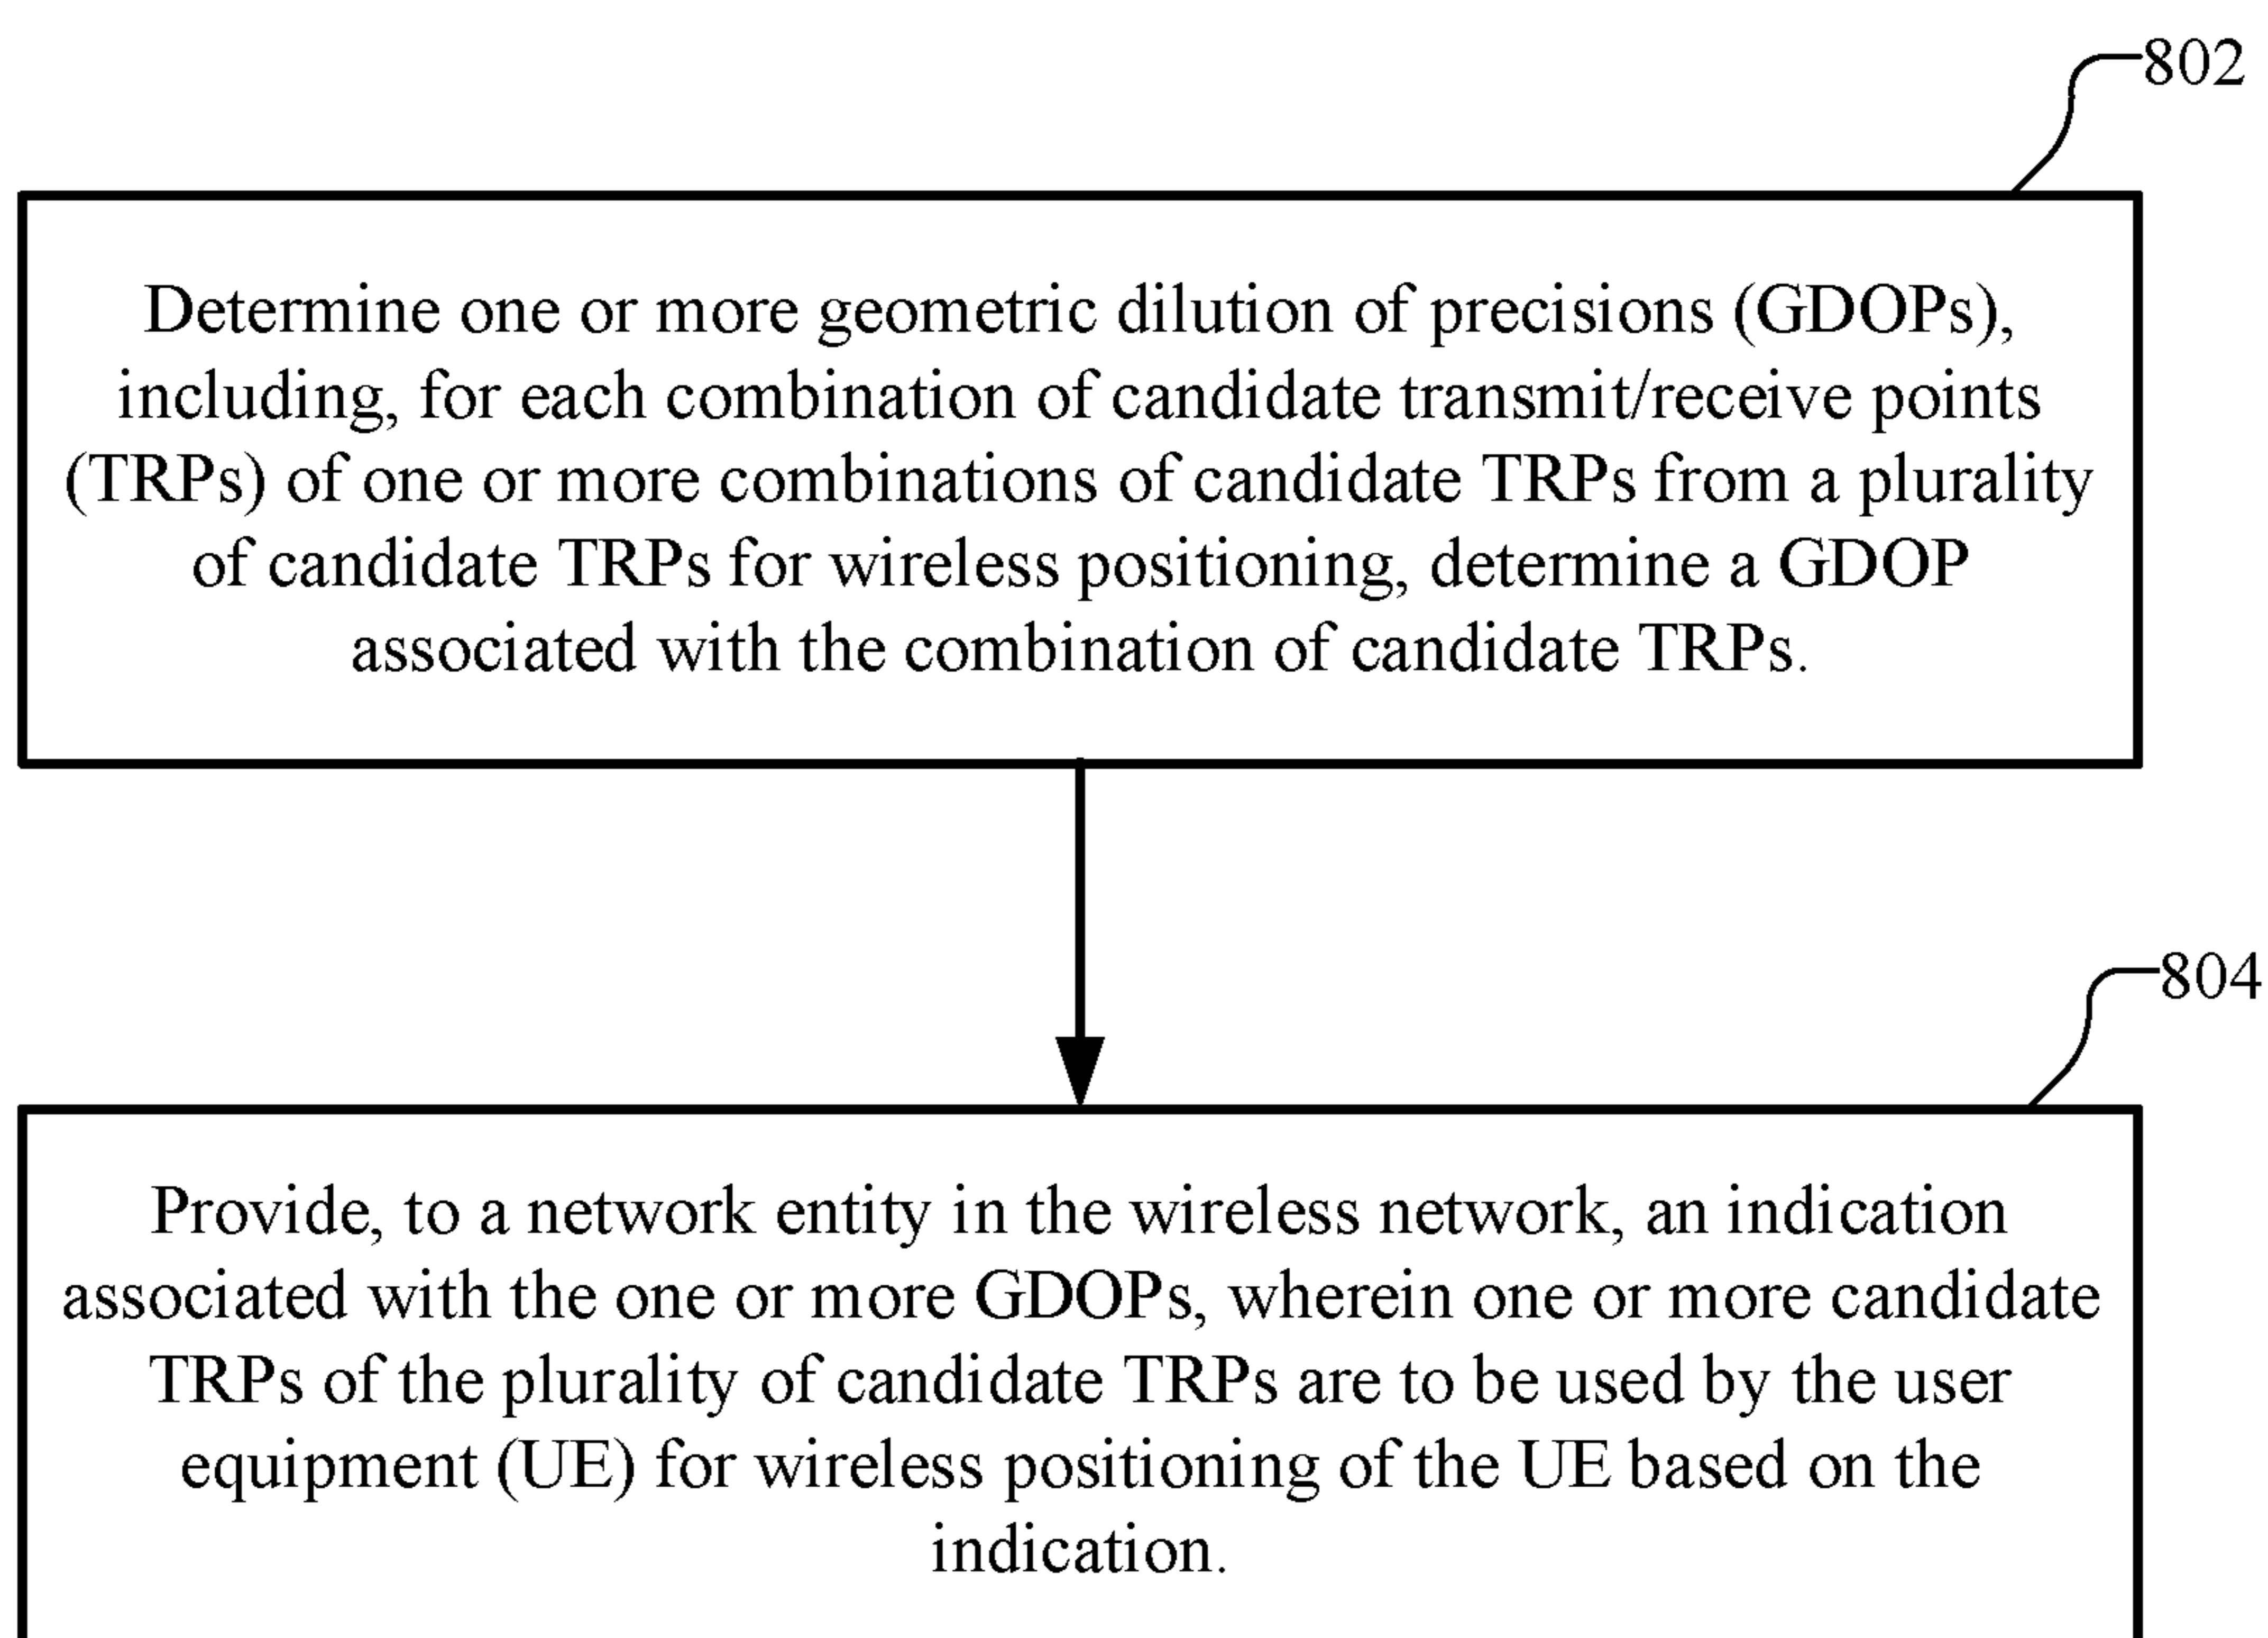 802
Determine one or more geometric dilution of precisions (GDOPs),
including, for each combination of candidate transmit/receive points
(TRPs) of one or more combinations of candidate TRPs from a plurality
of candidate TRPs for wireless positioning, determine a GDOP
associated with the combination of candidate TRPs.
804
Provide, to a network entity in the wireless network, an indication
associated with the one or more GDOPs, wherein one or more candidate
TRPs of the plurality of candidate TRPs are to be used by the user
equipment (UE) for wireless positioning of the UE based on the
indication.